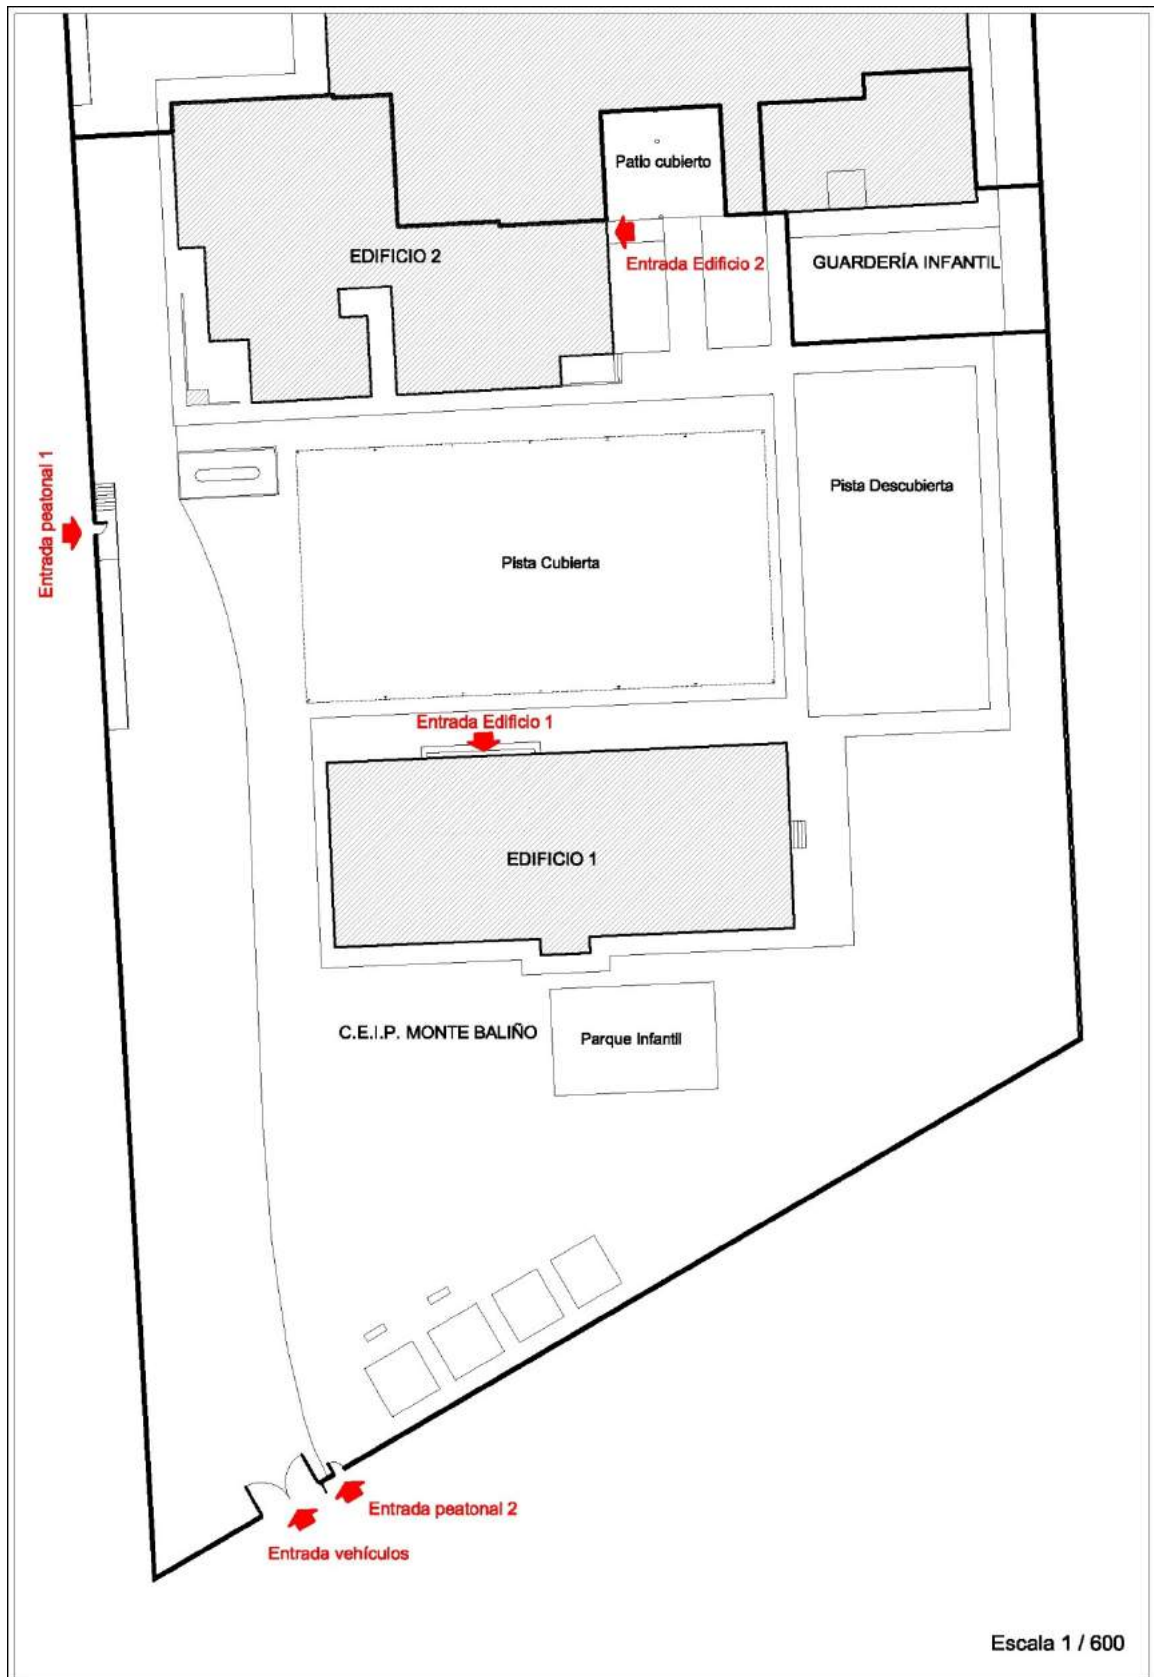 Patio cubierto
EDIFICIO 2
Entrada Edificio 2
GUARDERÍA INFANTIL
Entrada peatonal 1
Pista Descubierta
Pista Cubierta
Entrada Edificio 1
EDIFICIO 1
C.E.I.P. MONTE BALIÑO
Parque Infantil
Entrada peatonal 2
Entrada vehículos
Escala 1 / 600